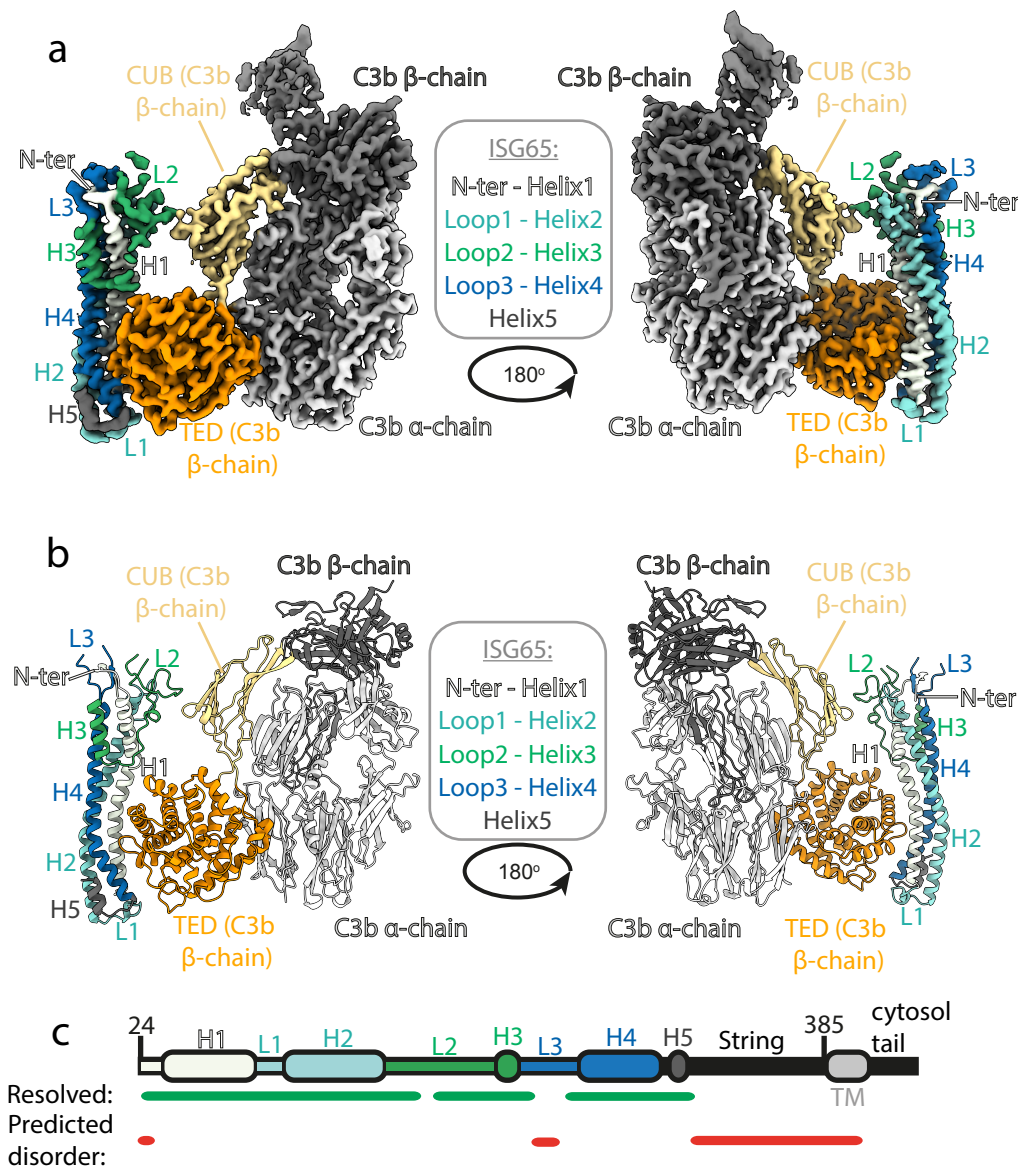 a
CUB (C3b
β-chain)
C3b β-chain
N-ter
L2
L3
H3
H1
H4
H2
H5
L1
TED (C3b
β-chain)
C3b α-chain
ISG65:
N-ter - Helix1
Loop1 - Helix2
Loop2 - Helix3
Loop3 - Helix4
Helix5
180º
C3b β-chain
CUB (C3b
β-chain)
L2
L3
N-ter
H3
H1
H4
H2
L1
TED (C3b
β-chain)
C3b α-chain
b
CUB (C3b
β-chain)
C3b β-chain
L3
L2
N-ter
H3
H1
H4
H2
H5
L1
TED (C3b
β-chain)
C3b α-chain
ISG65:
N-ter - Helix1
Loop1 - Helix2
Loop2 - Helix3
Loop3 - Helix4
Helix5
180º
C3b β-chain
CUB (C3b
β-chain)
L2
L3
N-ter
H3
H1
H4
H2
L1
TED (C3b
β-chain)
C3b α-chain
c
24 H1 L1 H2 L2 H3 L3 H4 H5 String 385 cytosol
tail
TM
Resolved:
Predicted
disorder: